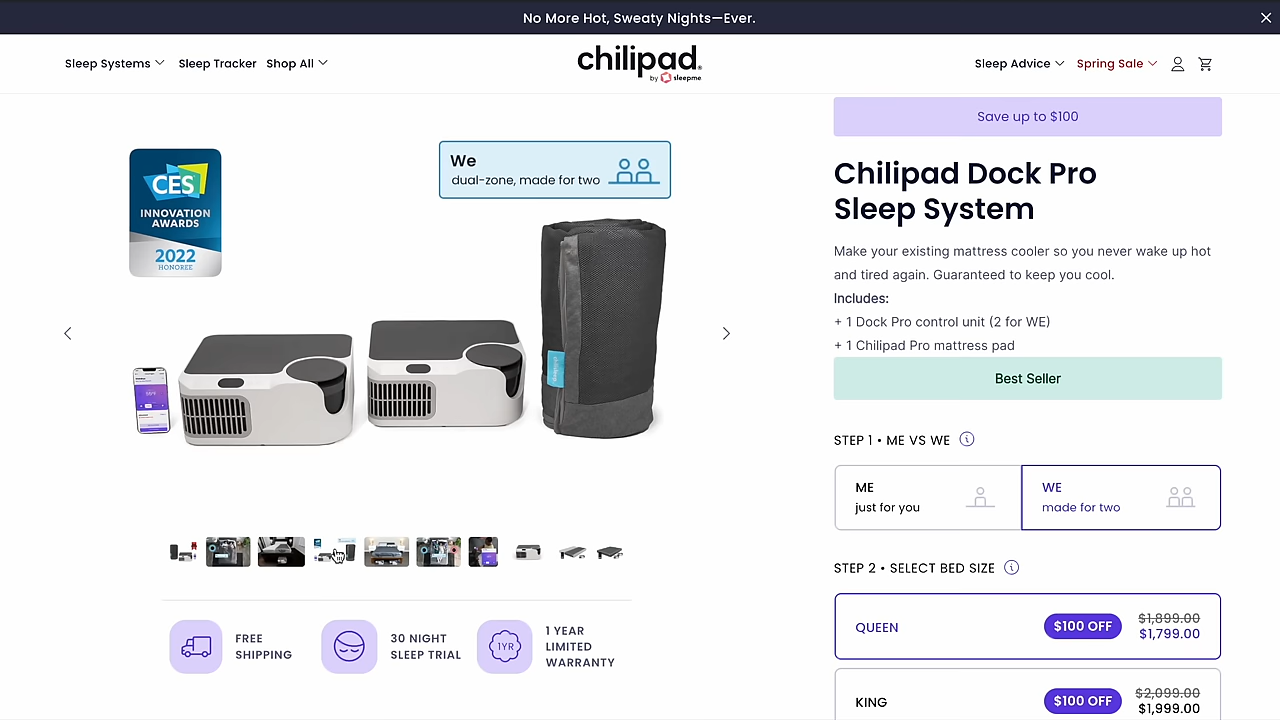 No More Hot, Sweaty Nights—Ever.
Sleep Systems
Sleep Tracker
Shop All
chilipad®
by sleepme
Sleep Advice
Spring Sale
CES
INNOVATION
AWARDS
2022
HONOREE
We
dual-zone, made for two
Save up to $100
Chilipad Dock Pro
Sleep System
Make your existing mattress cooler so you never wake up hot
and tired again. Guaranteed to keep you cool.
Includes:
+ 1 Dock Pro control unit (2 for WE)
+ 1 Chilipad Pro mattress pad
Best Seller
STEP 1 • ME VS WE
ME
just for you
WE
made for two
STEP 2 • SELECT BED SIZE
QUEEN
$100 OFF
$1,899.00
$1,799.00
KING
$100 OFF
$2,099.00
$1,999.00
FREE
SHIPPING
30 NIGHT
SLEEP TRIAL
1YR
1 YEAR
LIMITED
WARRANTY